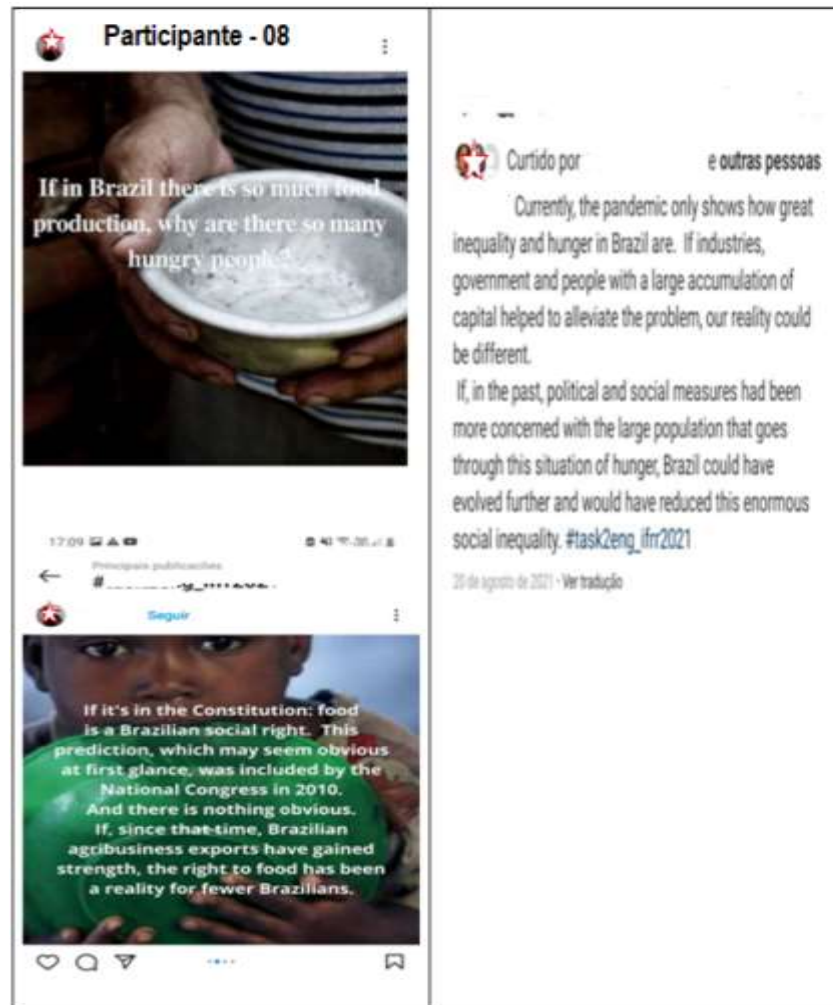 Participante - 08
If in Brazil there is so much food
production, why are there so many
hungry people?
17:09
Principais publicações
Seguir
If it's in the Constitution: food
is a Brazilian social right. This
prediction, which may seem obvious
at first glance, was included by the
National Congress in 2010.
And there is nothing obvious.
If, since that time, Brazilian
agribusiness exports have gained
strength, the right to food has been
a reality for fewer Brazilians.
Curtido por e outras pessoas
Currently, the pandemic only shows how great
inequality and hunger in Brazil are. If industries,
government and people with a large accumulation of
capital helped to alleviate the problem, our reality could
be different.
If, in the past, political and social measures had been
more concerned with the large population that goes
through this situation of hunger, Brazil could have
evolved further and would have reduced this enormous
social inequality. #task2eng_ifrr2021
20 de agosto de 2021 · Ver tradução